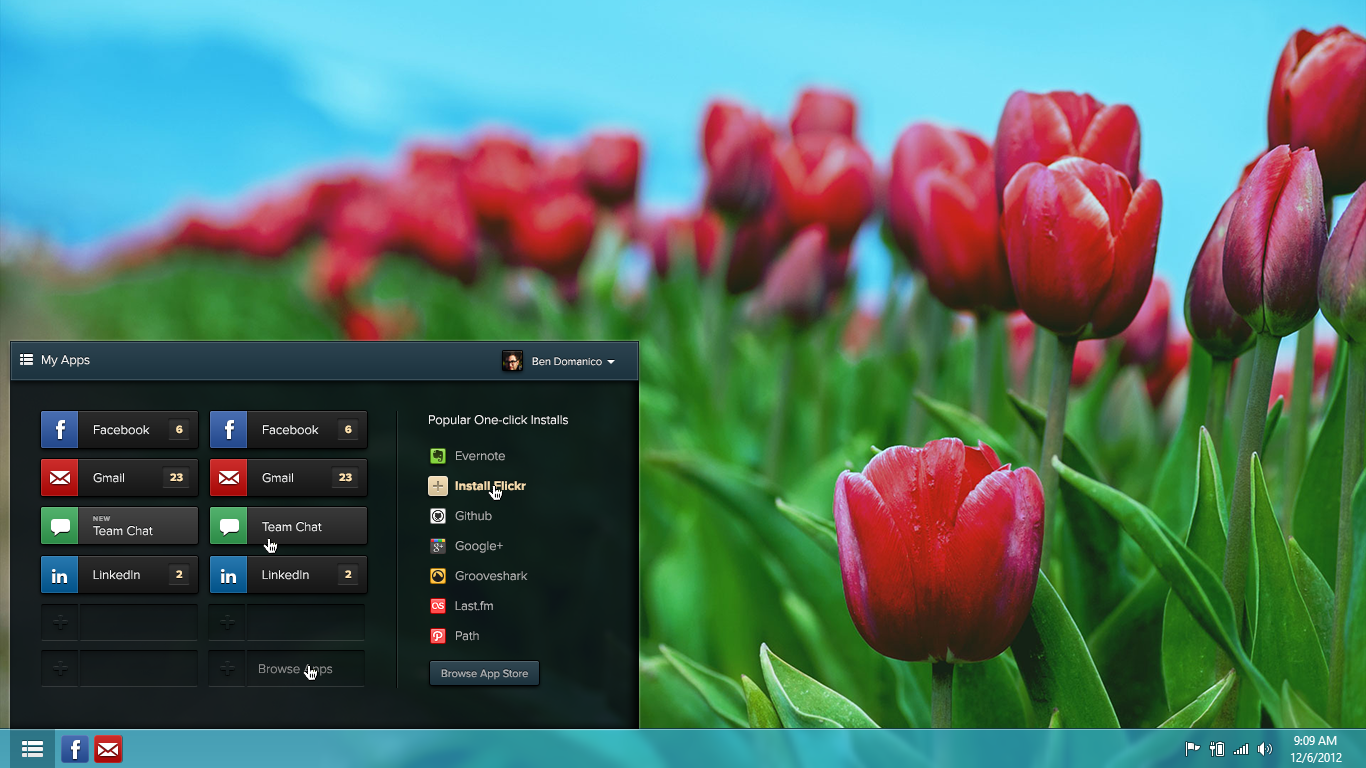 My Apps
Ben Domanico
Facebook 6
Facebook 6
Gmail 23
Gmail 23
NEW
Team Chat
Team Chat
LinkedIn 2
LinkedIn 2
Browse Apps
Popular One-click Installs
Evernote
Install Flickr
Github
Google+
Grooveshark
Last.fm
Path
Browse App Store
9:09 AM
12/6/2012